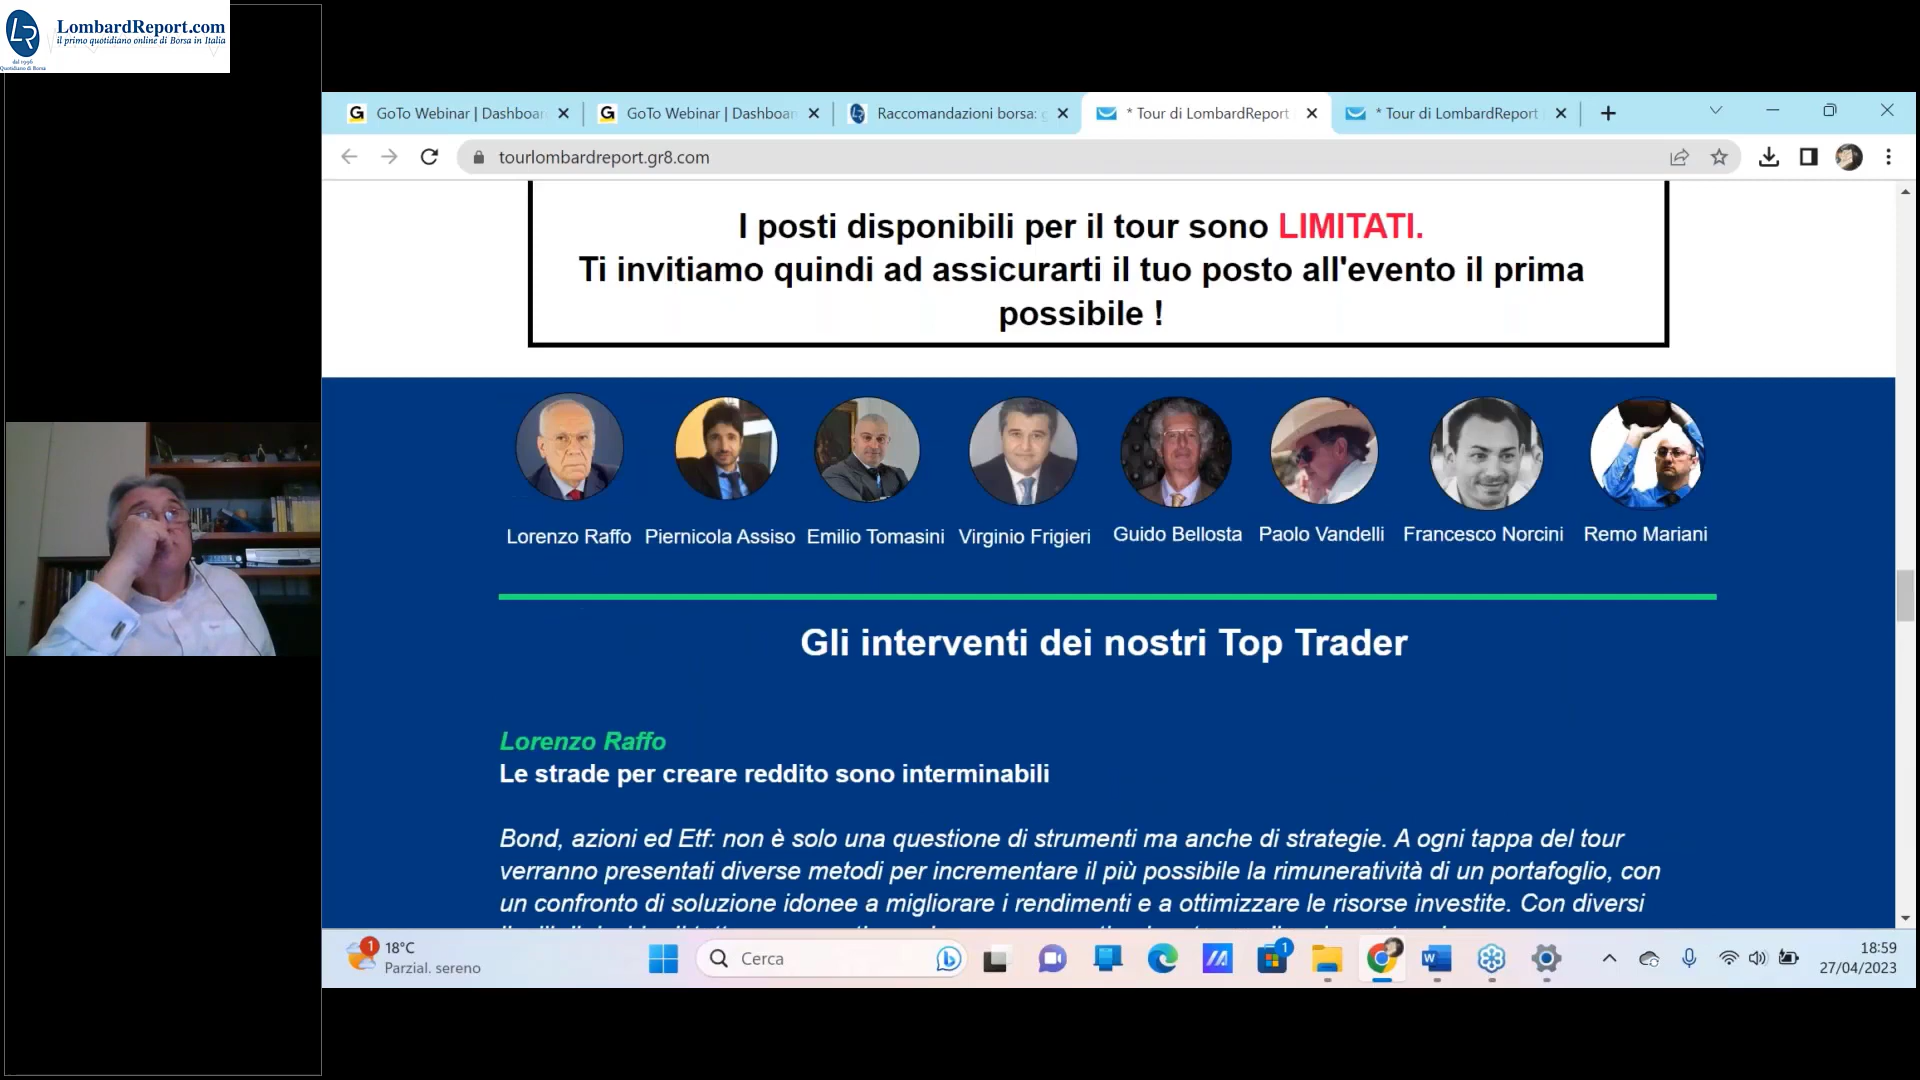 LombardReport.com
il primo quotidiano online di Borsa in Italia
dal 1996
Quotidiano di Borsa
GoTo Webinar | Dashboar
GoTo Webinar | Dashboar
Raccomandazioni borsa: g
* Tour di LombardReport
* Tour di LombardReport
tourlombardreport.gr8.com
I posti disponibili per il tour sono LIMITATI.
Ti invitiamo quindi ad assicurarti il tuo posto all'evento il prima
possibile !
Lorenzo Raffo Piernicola Assiso Emilio Tomasini Virginio Frigieri Guido Bellosta Paolo Vandelli Francesco Norcini Remo Mariani
Gli interventi dei nostri Top Trader
Lorenzo Raffo
Le strade per creare reddito sono interminabili
Bond, azioni ed Etf: non è solo una questione di strumenti ma anche di strategie. A ogni tappa del tour
verranno presentati diverse metodi per incrementare il più possibile la rimuneratività di un portafoglio, con
un confronto di soluzione idonee a migliorare i rendimenti e a ottimizzare le risorse investite. Con diversi
1
18°C
Parzial. sereno
Cerca
1
18:59
27/04/2023